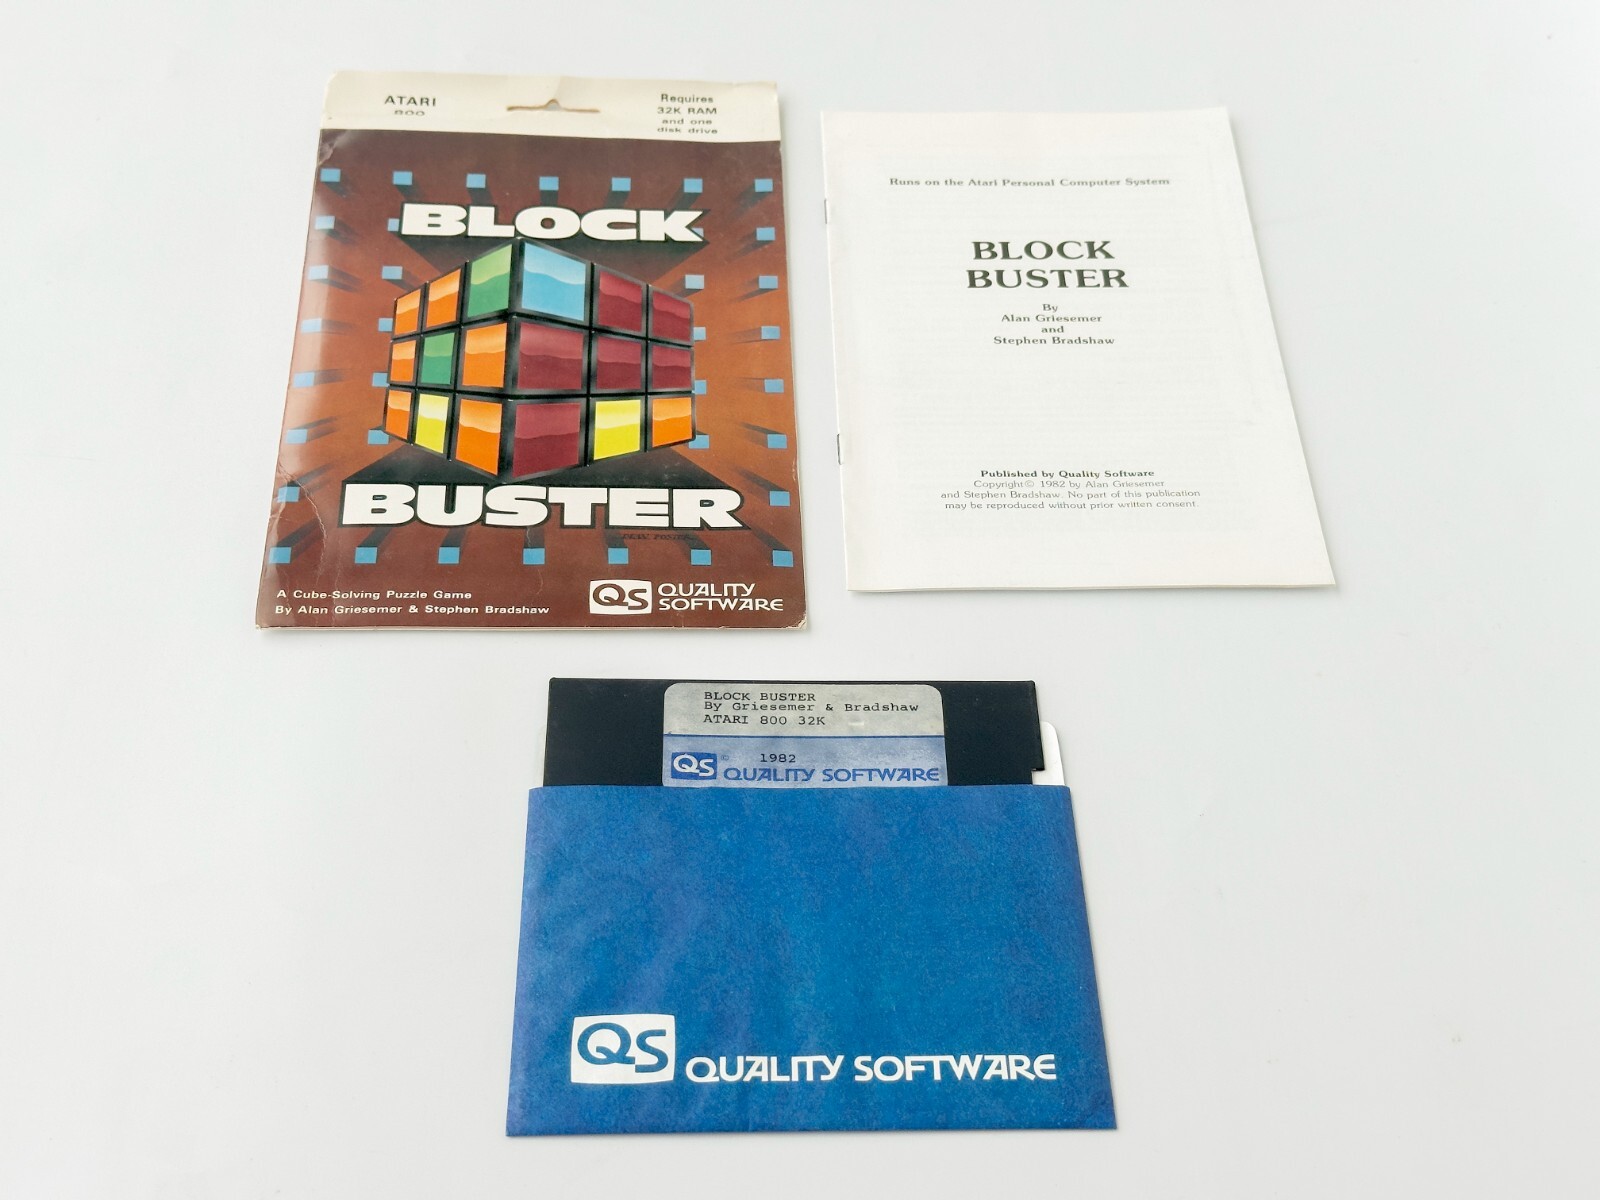 ATARI
800
Requires
32K RAM
and one
disk drive
BLOCK
BUSTER
A Cube-Solving Puzzle Game
By Alan Griesemer & Stephen Bradshaw
QS QUALITY
SOFTWARE
Runs on the Atari Personal Computer System
BLOCK
BUSTER
By
Alan Griesemer
and
Stephen Bradshaw
Published by Quality Software
Copyright© 1982 by Alan Griesemer
and Stephen Bradshaw. No part of this publication
may be reproduced without prior written consent.
BLOCK BUSTER
By Griesemer & Bradshaw
ATARI 800 32K
© 1982
QS QUALITY SOFTWARE
QS QUALITY SOFTWARE